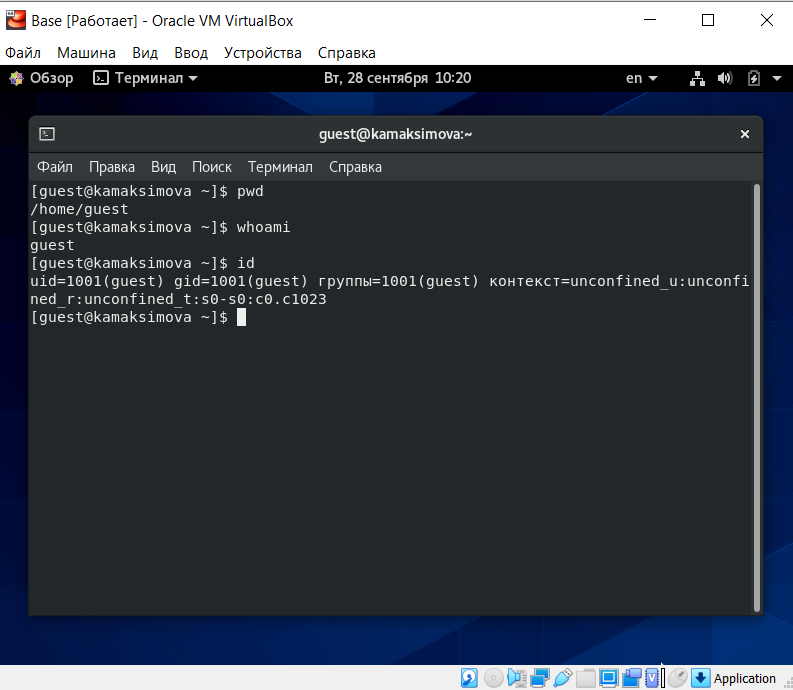 Base [Работает] - Oracle VM VirtualBox
Файл Машина Вид Ввод Устройства Справка
Обзор Терминал Вт, 28 сентября 10:20 en
guest@kamaksimova:~
Файл Правка Вид Поиск Терминал Справка
[guest@kamaksimova ~]$ pwd
/home/guest
[guest@kamaksimova ~]$ whoami
guest
[guest@kamaksimova ~]$ id
uid=1001(guest) gid=1001(guest) группы=1001(guest) контекст=unconfined_u:unconfi
ned_r:unconfined_t:s0-s0:c0.c1023
[guest@kamaksimova ~]$
Application